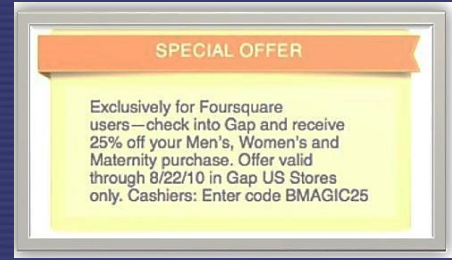 SPECIAL OFFER
Exclusively for Foursquare
users—check into Gap and receive
25% off your Men's, Women's and
Maternity purchase. Offer valid
through 8/22/10 in Gap US Stores
only. Cashiers: Enter code BMAGIC25